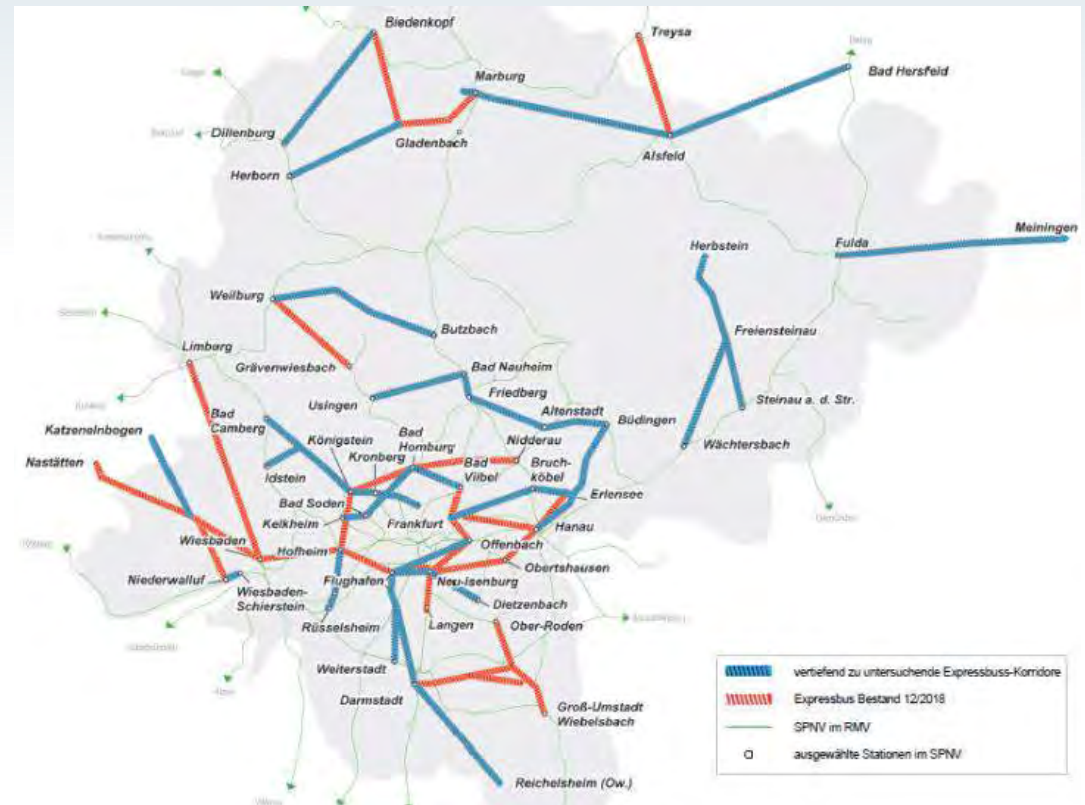 Biedenkopf
Treysa
Bad Hersfeld
Marburg
Dillenburg
Gladenbach
Alsfeld
Herborn
Meiningen
Herbstein
Fulda
Weilburg
Butzbach
Freiensteinau
Limburg
Grävenwiesbach
Bad Nauheim
Friedberg
Usingen
Altenstadt
Büdingen
Steinau a. d. Str.
Bad
Camberg
Katzenelnbogen
Königstein
Bad
Homburg
Nidderau
Wächtersbach
Kronberg
Nastätten
Idstein
Bad
Vilbel
Bruch-
köbel
Bad Soden
Erlensee
Kelkheim
Frankfurt
Hanau
Wiesbaden
Hofheim
Offenbach
Obertshausen
Niederwalluf
Flughafen
Neu-Isenburg
Wiesbaden-
Schierstein
Dietzenbach
Rüsselsheim
Langen
Ober-Roden
Weiterstadt
Darmstadt
Groß-Umstadt
Wiebelsbach
Reichelsheim (Ow.)
vertiefend zu untersuchende Expressbuss-Korridore
Expressbus Bestand 12/2018
SPNV im RMV
ausgewählte Stationen im SPNV